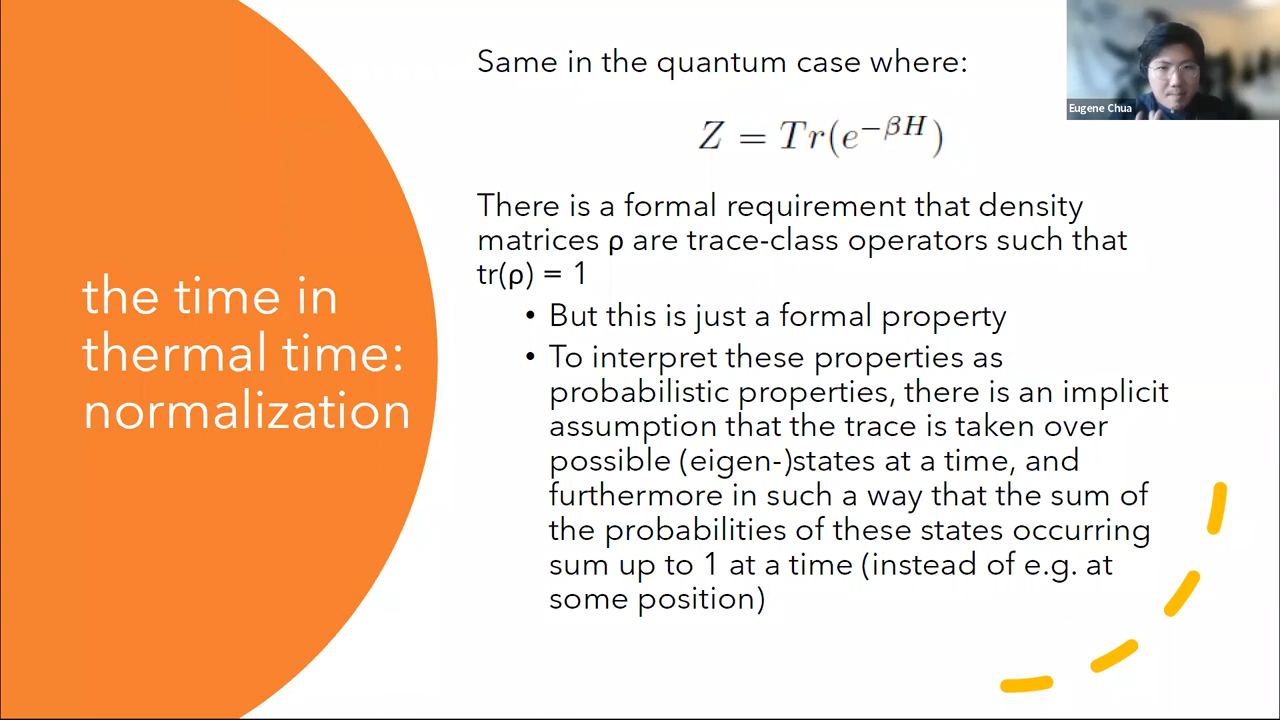 the time in
thermal time:
normalization
Same in the quantum case where:
Z = Tr(e^{-βH})
There is a formal requirement that density
matrices ρ are trace-class operators such that
tr(ρ) = 1
• But this is just a formal property
• To interpret these properties as
probabilistic properties, there is an implicit
assumption that the trace is taken over
possible (eigen-)states at a time, and
furthermore in such a way that the sum of
the probabilities of these states occurring
sum up to 1 at a time (instead of e.g. at
some position)
Eugene Chua